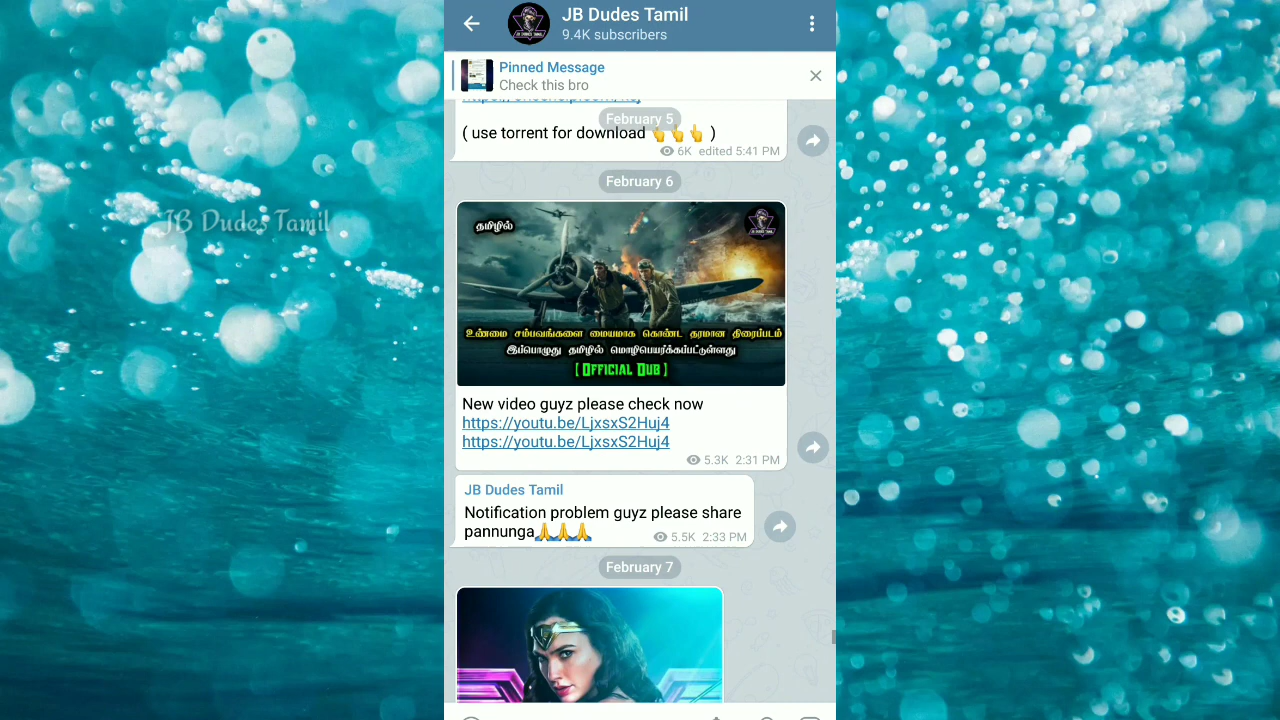 JB Dudes Tamil
9.4K subscribers
Pinned Message
Check this bro
February 5
( use torrent for download 👆👆👆 )
6K edited 5:41 PM
February 6
JB Dudes Tamil
தமிழில்
உண்மை சம்பவங்களை மையமாக கொண்ட தரமான திரைப்படம்
இப்பொழுது தமிழில் மொழிபெயர்க்கப்பட்டுள்ளது
[ OFFICIAL DUB ]
New video guyz please check now
https://youtu.be/LjxsxS2Huj4
https://youtu.be/LjxsxS2Huj4
5.3K 2:31 PM
JB Dudes Tamil
Notification problem guyz please share
pannunga🙏🙏🙏
5.5K 2:33 PM
February 7